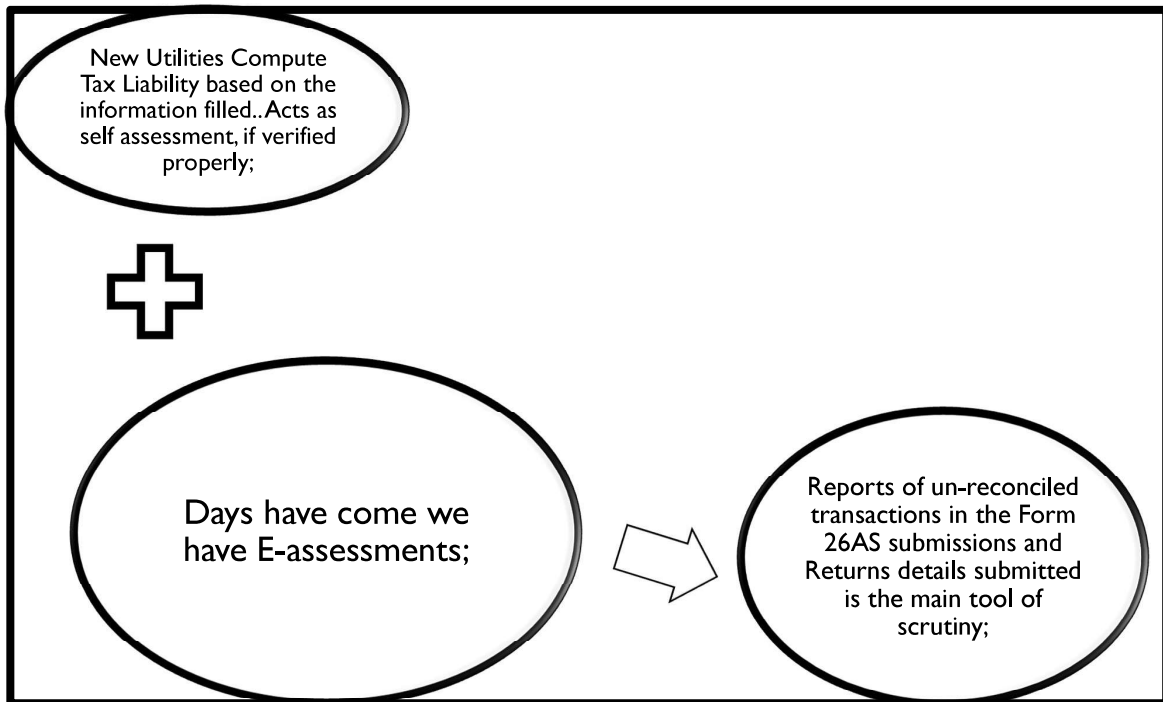 New Utilities Compute
Tax Liability based on the
information filled..Acts as
self assessment, if verified
properly;
Days have come we
have E-assessments;
Reports of un-reconciled
transactions in the Form
26AS submissions and
Returns details submitted
is the main tool of
scrutiny;